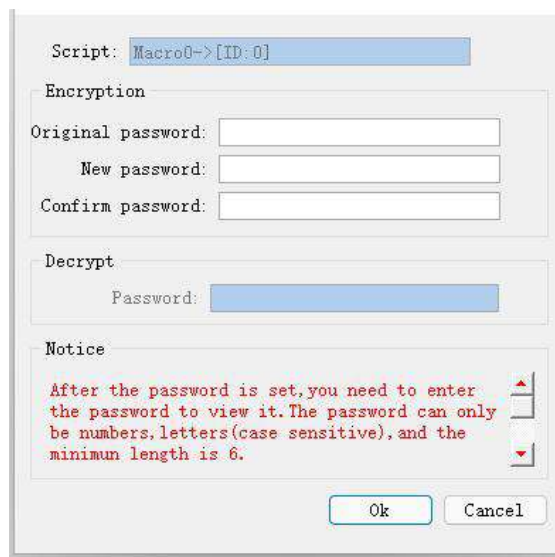 Script: Macro0->[ID:0]
Encryption
Original password:
New password:
Confirm password:
Decrypt
Password:
Notice
After the password is set,you need to enter
the password to view it.The password can only
be numbers,letters(case sensitive),and the
minimun length is 6.
Ok Cancel